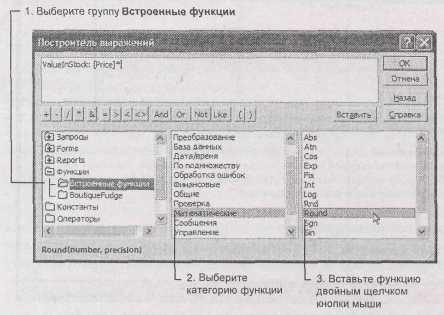 1. Выберите группу Встроенные функции
Построитель выражений
ValueInStock: [Price]*|
OK
Отмена
Назад
Справка
+ - / * & = > < <> And Or Not Like ( )
Вставить
Запросы
Forms
Reports
Функции
Встроенные функции
BoutiqueFudge
Константы
Операторы
Преобразование
База данных
Дата/время
По подмножеству
Обработка ошибок
Финансовые
Общие
Проверка
Математические
Сообщения
Управление
Abs
Atn
Cos
Exp
Fix
Int
Log
Rnd
Round
Sgn
Sin
Round(number, precision)
2. Выберите
категорию функции
3. Вставьте функцию
двойным щелчком
кнопки мыши